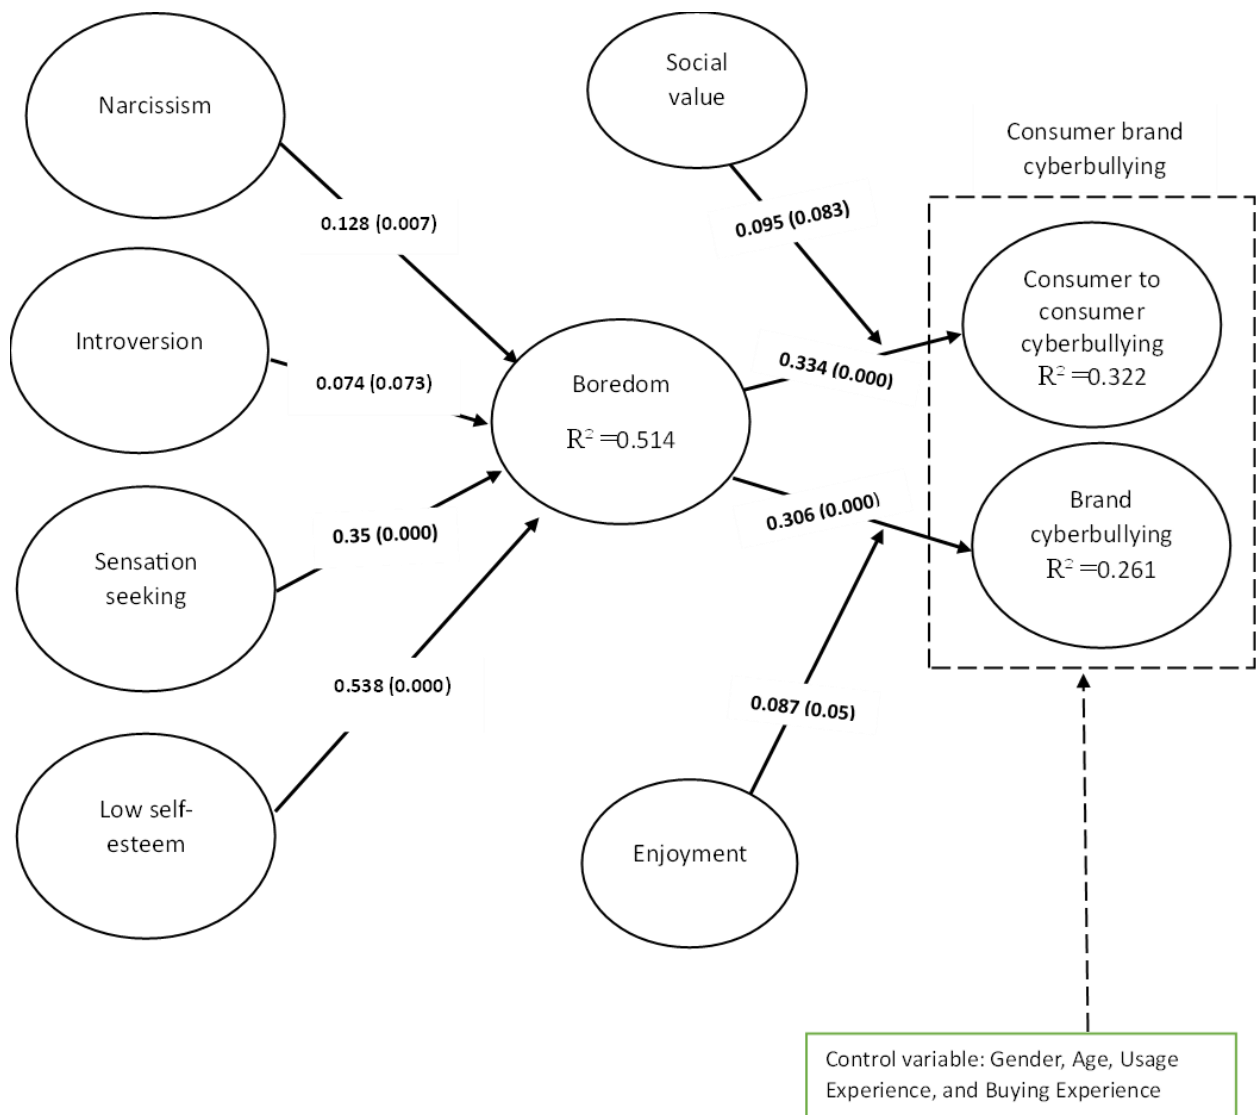 Narcissism
Social
value
Consumer brand
cyberbullying
0.128 (0.007)
0.095 (0.083)
Introversion
0.074 (0.073)
Consumer to
consumer
cyberbullying
R² =0.322
0.334 (0.000)
Boredom
R² =0.514
Sensation
seeking
0.35 (0.000)
0.306 (0.000)
Brand
cyberbullying
R² =0.261
0.538 (0.000)
0.087 (0.05)
Low self-
esteem
Enjoyment
Control variable: Gender, Age, Usage
Experience, and Buying Experience